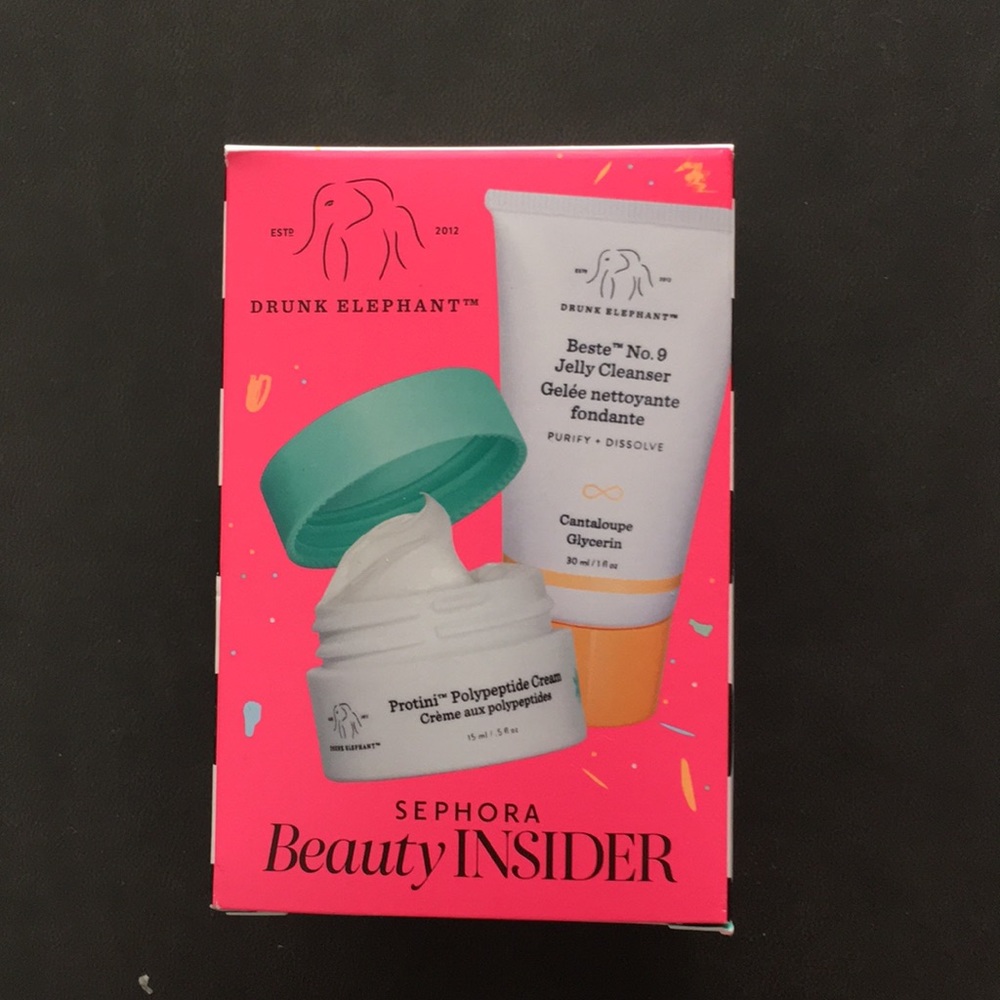 ESTD 2012
DRUNK ELEPHANT™
ESTD 2012
DRUNK ELEPHANT™
Beste™ No. 9
Jelly Cleanser
Gelée nettoyante
fondante
PURIFY + DISSOLVE
Cantaloupe
Glycerin
30 ml / 1 fl oz
Protini™ Polypeptide Cream
Crème aux polypeptides
15 ml / .5 fl oz
DRUNK ELEPHANT™
SEPHORA
Beauty INSIDER